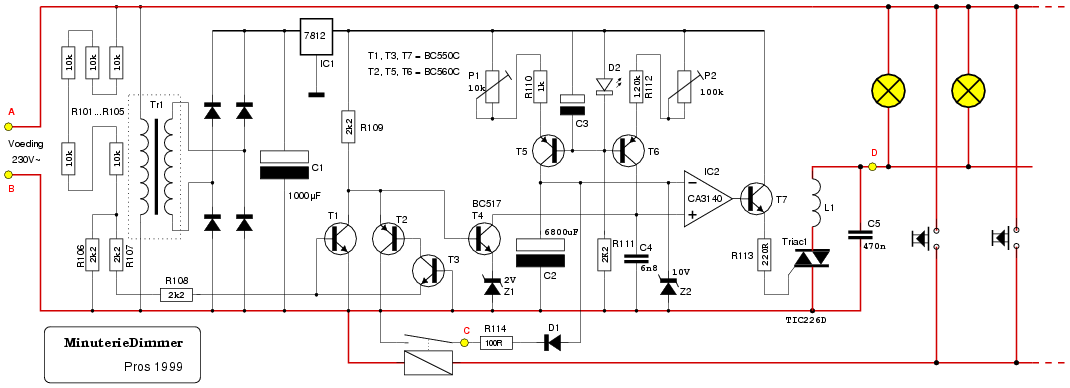 7812
IC1
T1, T3, T7 = BC550C
T2, T5, T6 = BC560C
P1
10k
R110
1k
C3
D2
120k
R112
P2
100k
10k
10k
10k
R101...R105
Tr1
A
Voeding
230V~
B
10k
10k
2k2
R109
C1
1000µF
T5
T6
IC2
CA3140
T7
D
L1
C5
470n
BC517
T4
T1
T2
T3
6800uF
C2
2K2
R111
C4
6n8
10V
Z2
2V
Z1
R113
220R
Triac1
TIC226D
R106
2k2
2k2
R107
R108
2k2
C
R114
100R
D1
MinuterieDimmer
Pros 1999